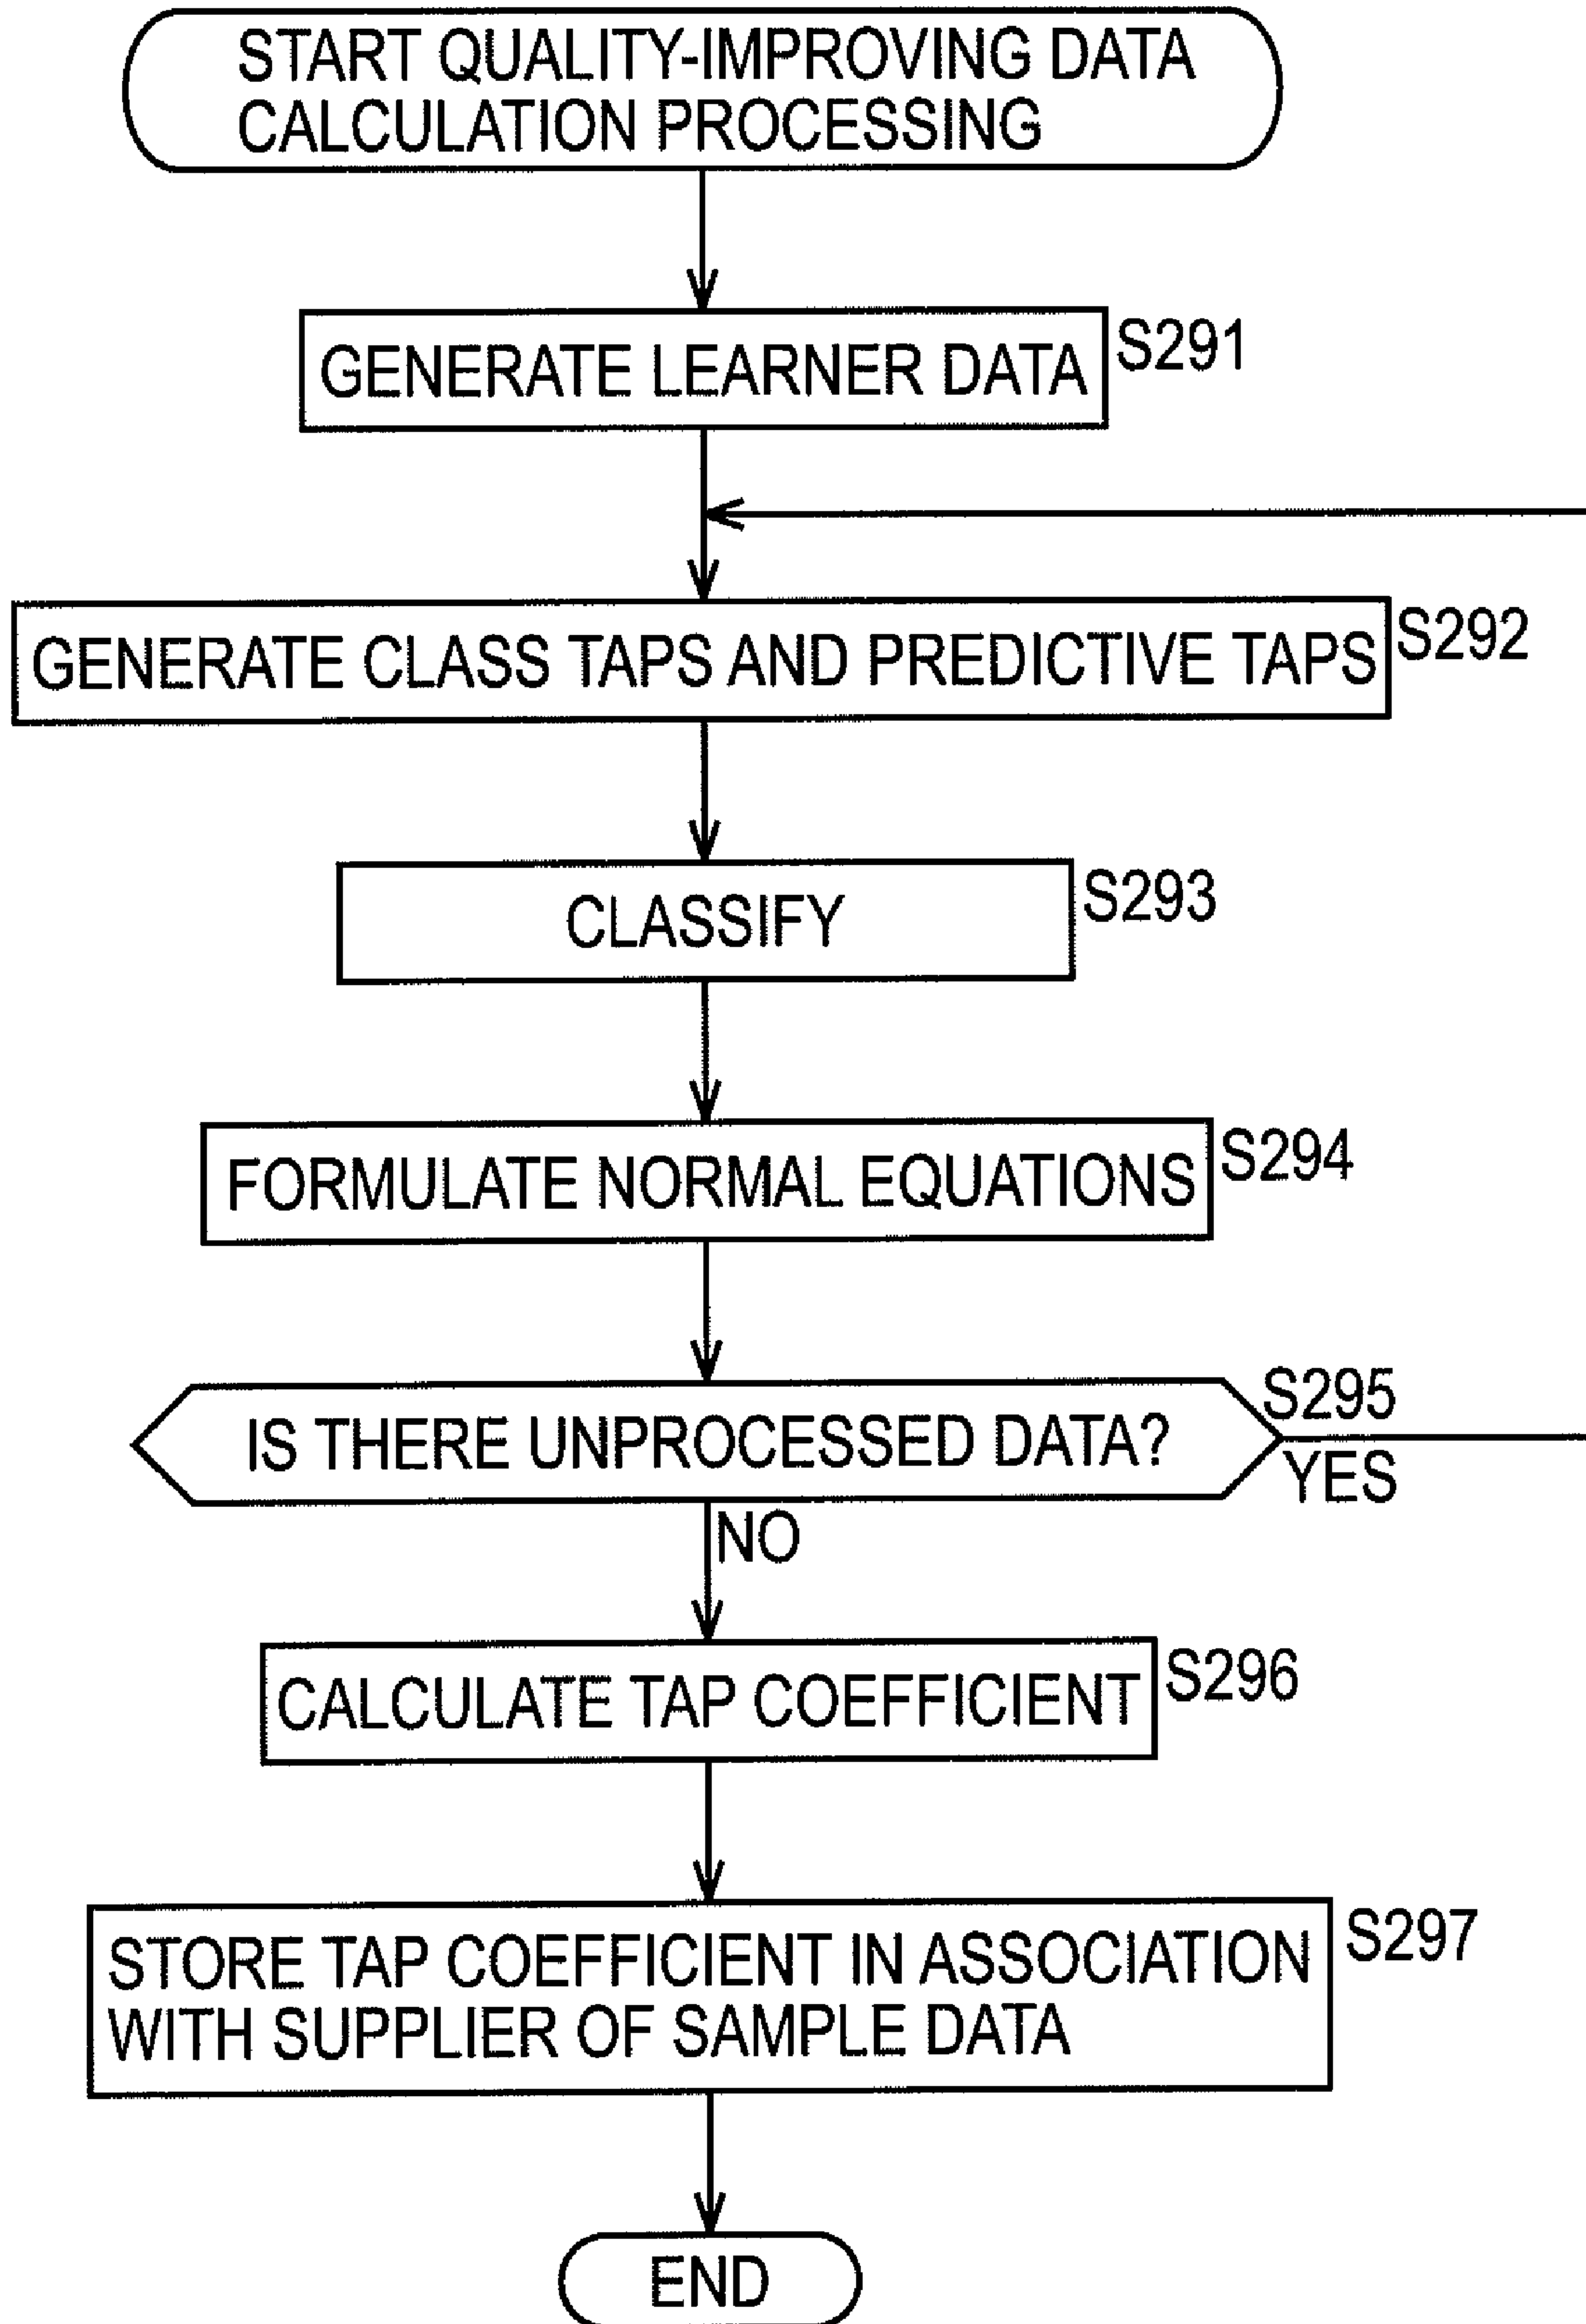 START QUALITY-IMPROVING DATA
CALCULATION PROCESSING
GENERATE LEARNER DATA
S291
GENERATE CLASS TAPS AND PREDICTIVE TAPS
S292
CLASSIFY
S293
FORMULATE NORMAL EQUATIONS
S294
IS THERE UNPROCESSED DATA?
S295
YES
NO
CALCULATE TAP COEFFICIENT
S296
STORE TAP COEFFICIENT IN ASSOCIATION
WITH SUPPLIER OF SAMPLE DATA
S297
END